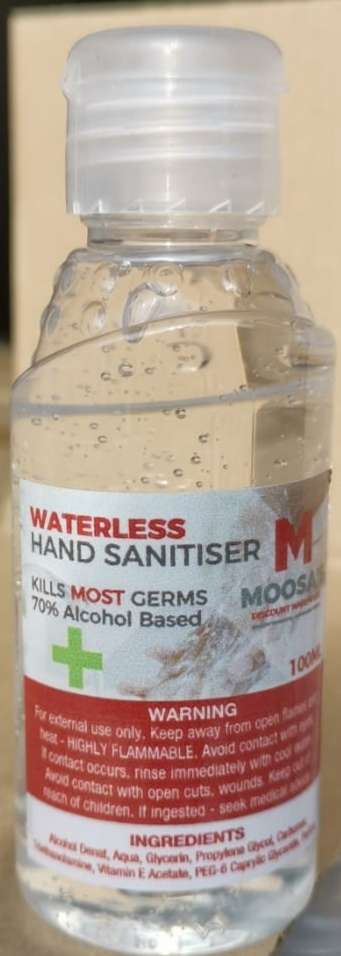 WATERLESS
HAND SANITISER
M
KILLS MOST GERMS
70% Alcohol Based
DISCOUNT
100ML
WARNING
For external use only. Keep away from open flames
heat - HIGHLY FLAMMABLE. Avoid contact with
If contact occurs, rinse immediately with cool
Avoid contact with open cuts, wounds. Keep out
reach of children. If ingested - seek medical
INGREDIENTS
Alcohol Denat, Aqua, Glycerin, Propylene Glycol,
Vitamin E Acetate, PEG-6 Caprylic